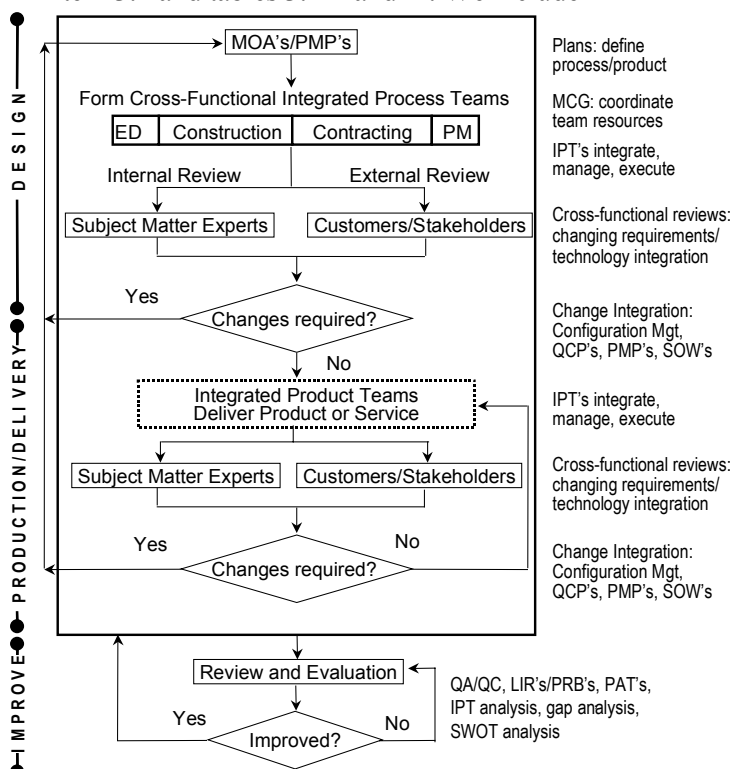 MOA's/PMP's
Form Cross-Functional Integrated Process Teams
ED Construction Contracting PM
Internal Review External Review
Subject Matter Experts Customers/Stakeholders
Yes
Changes required?
No
Integrated Product Teams
Deliver Product or Service
Subject Matter Experts Customers/Stakeholders
Yes No
Changes required?
Review and Evaluation
Yes No
Improved?
DESIGN
PRODUCTION/DELIVERY
IMPROVE
Plans: define
process/product
MCG: coordinate
team resources
IPT's integrate,
manage, execute
Cross-functional reviews:
changing requirements/
technology integration
Change Integration:
Configuration Mgt,
QCP's, PMP's, SOW's
IPT's integrate,
manage, execute
Cross-functional reviews:
changing requirements/
technology integration
Change Integration:
Configuration Mgt,
QCP's, PMP's, SOW's
QA/QC, LIR's/PRB's, PAT's,
IPT analysis, gap analysis,
SWOT analysis